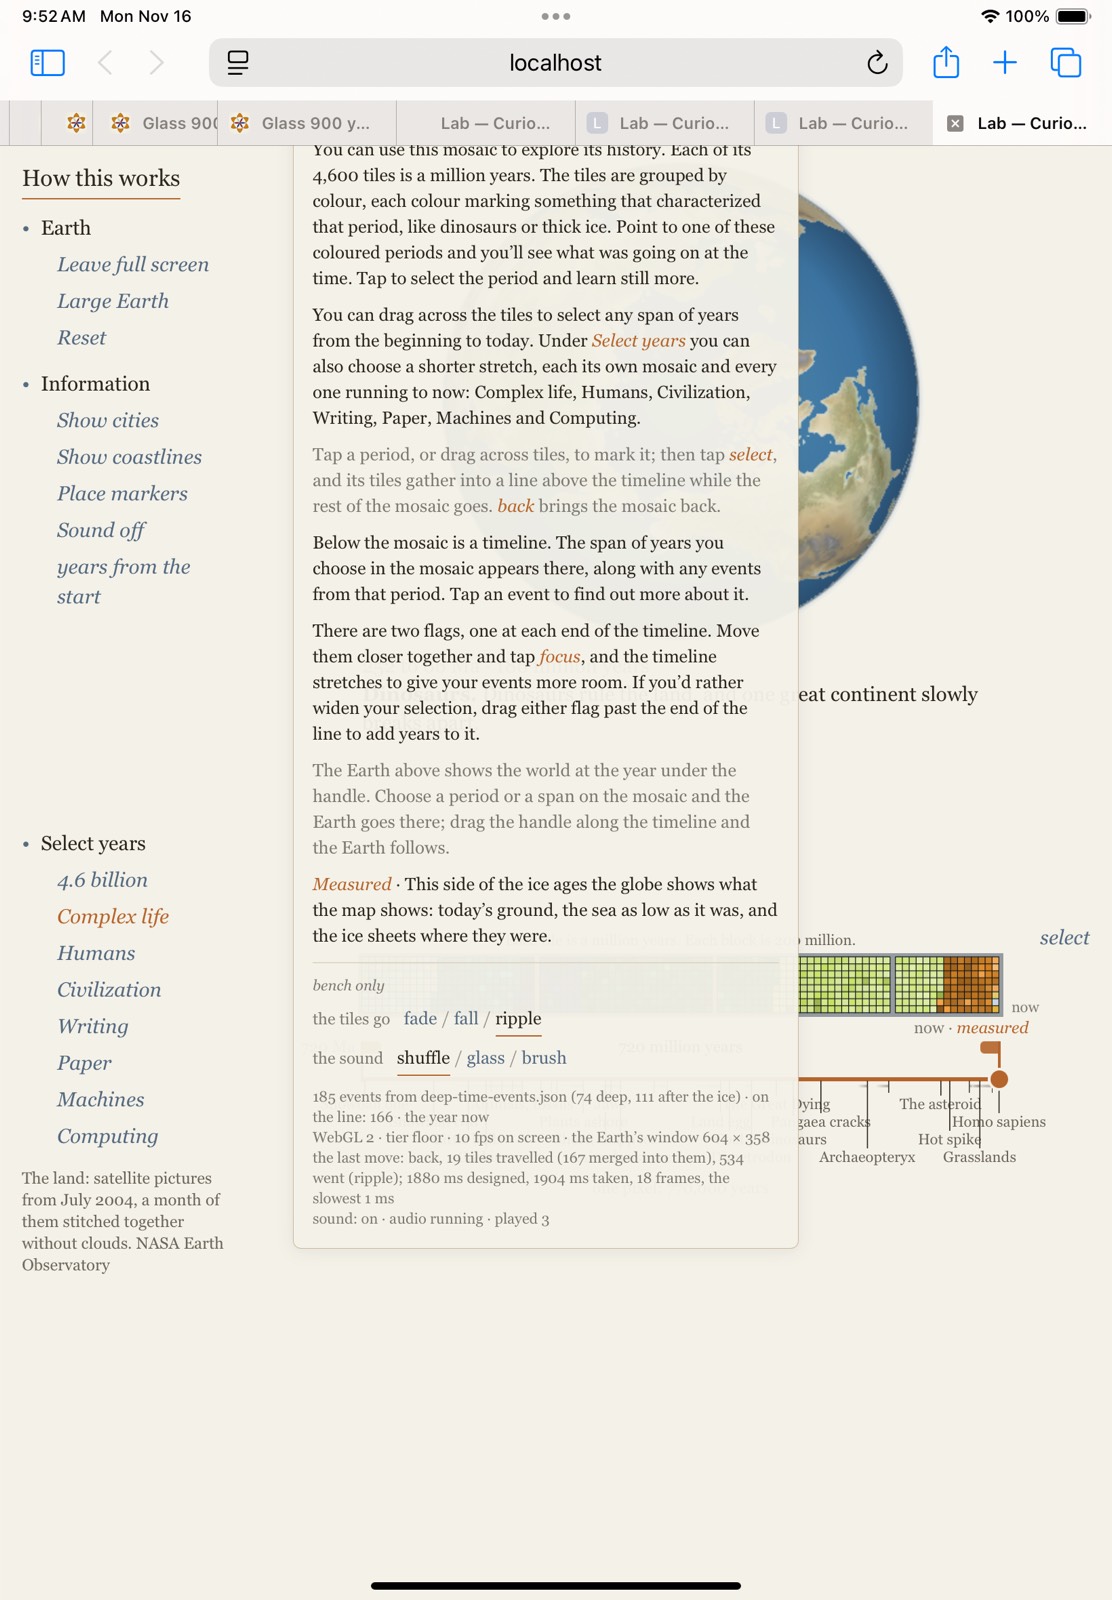 9:52 AM Mon Nov 16
100%
localhost
Glass 900
Glass 900 y...
Lab — Curio...
L Lab — Curio...
L Lab — Curio...
Lab — Curio...
How this works
• Earth
Leave full screen
Large Earth
Reset
• Information
Show cities
Show coastlines
Place markers
Sound off
years from the
start
• Select years
4.6 billion
Complex life
Humans
Civilization
Writing
Paper
Machines
Computing
The land: satellite pictures
from July 2004, a month of
them stitched together
without clouds. NASA Earth
Observatory
You can use this mosaic to explore its history. Each of its
4,600 tiles is a million years. The tiles are grouped by
colour, each colour marking something that characterized
that period, like dinosaurs or thick ice. Point to one of these
coloured periods and you’ll see what was going on at the
time. Tap to select the period and learn still more.
You can drag across the tiles to select any span of years
from the beginning to today. Under Select years you can
also choose a shorter stretch, each its own mosaic and every
one running to now: Complex life, Humans, Civilization,
Writing, Paper, Machines and Computing.
Tap a period, or drag across tiles, to mark it; then tap select,
and its tiles gather into a line above the timeline while the
rest of the mosaic goes. back brings the mosaic back.
Below the mosaic is a timeline. The span of years you
choose in the mosaic appears there, along with any events
from that period. Tap an event to find out more about it.
There are two flags, one at each end of the timeline. Move
them closer together and tap focus, and the timeline
stretches to give your events more room. If you’d rather
widen your selection, drag either flag past the end of the
line to add years to it.
The Earth above shows the world at the year under the
handle. Choose a period or a span on the mosaic and the
Earth goes there; drag the handle along the timeline and
the Earth follows.
Measured · This side of the ice ages the globe shows what
the map shows: today’s ground, the sea as low as it was, and
the ice sheets where they were.
bench only
the tiles go fade / fall / ripple
the sound shuffle / glass / brush
185 events from deep-time-events.json (74 deep, 111 after the ice) · on
the line: 166 · the year now
WebGL 2 · tier floor · 10 fps on screen · the Earth’s window 604 × 358
the last move: back, 19 tiles travelled (167 merged into them), 534
went (ripple); 1880 ms designed, 1904 ms taken, 18 frames, the
slowest 1 ms
sound: on · audio running · played 3
Dinosaurs. Dinosaurs rule the land, and one great continent slowly
million.
select
now
now · measured
720 million years
Dying
The asteroid
Pangaea cracks
Homo sapiens
Hot spike
Archaeopteryx
Grasslands